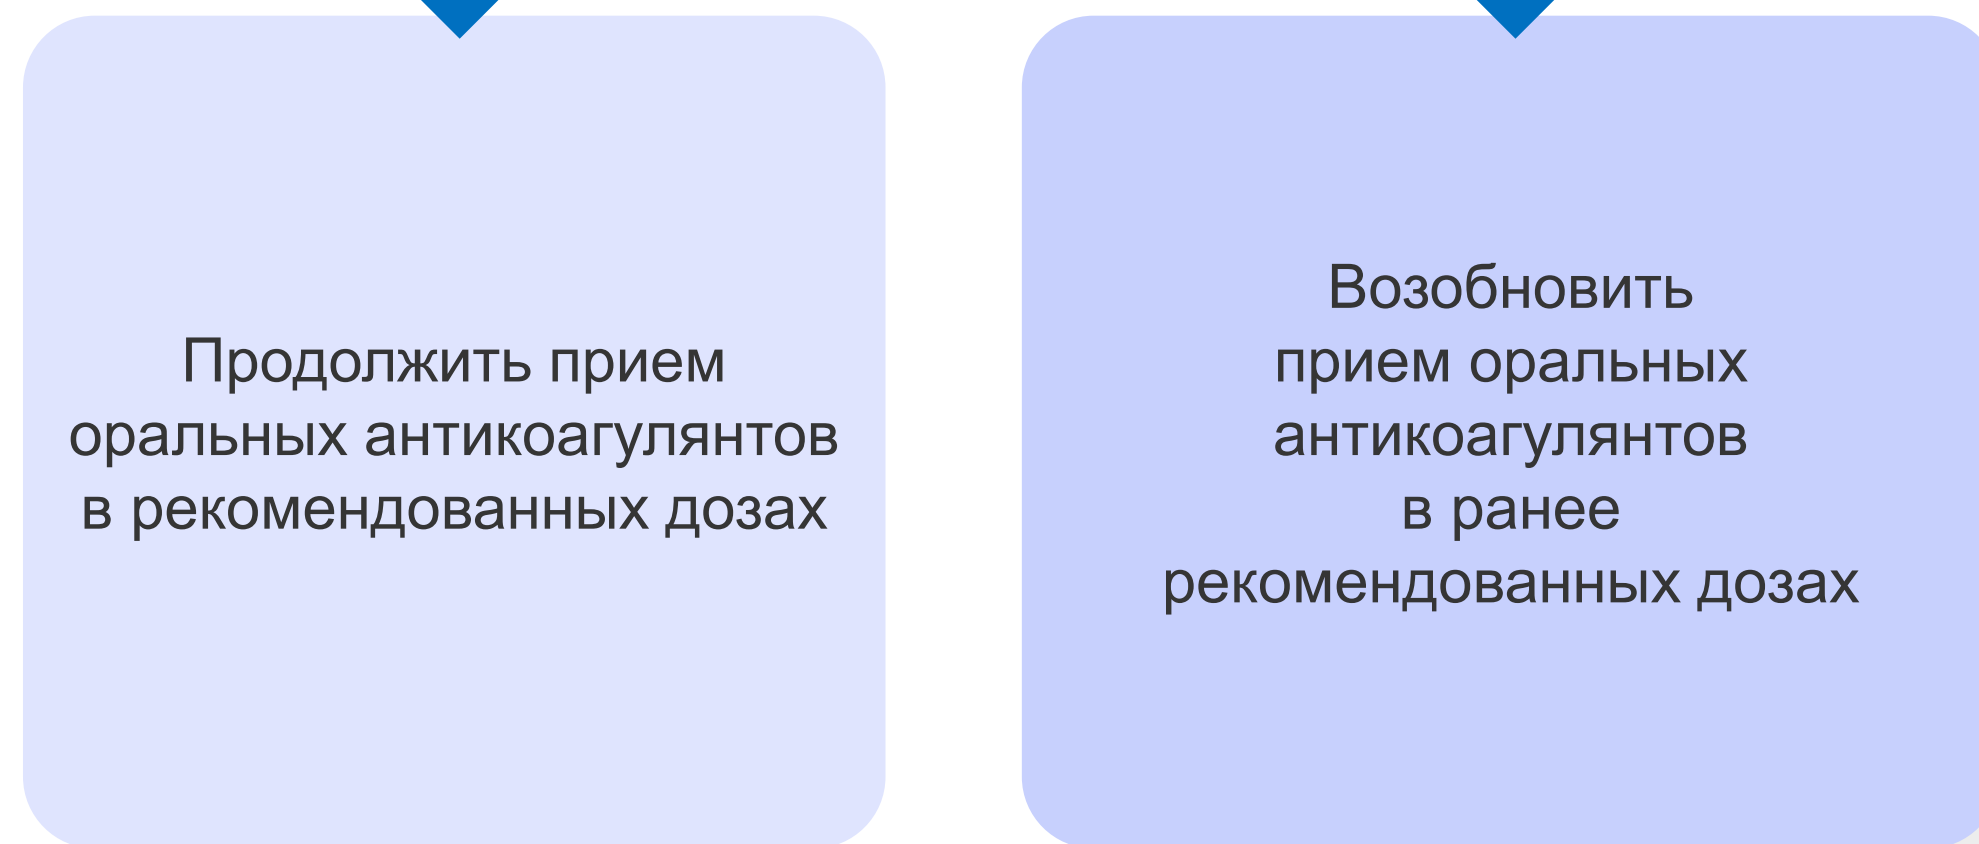 Продолжить прием
оральных антикоагулянтов
в рекомендованных дозах
Возобновить
прием оральных
антикоагулянтов
в ранее
рекомендованных дозах